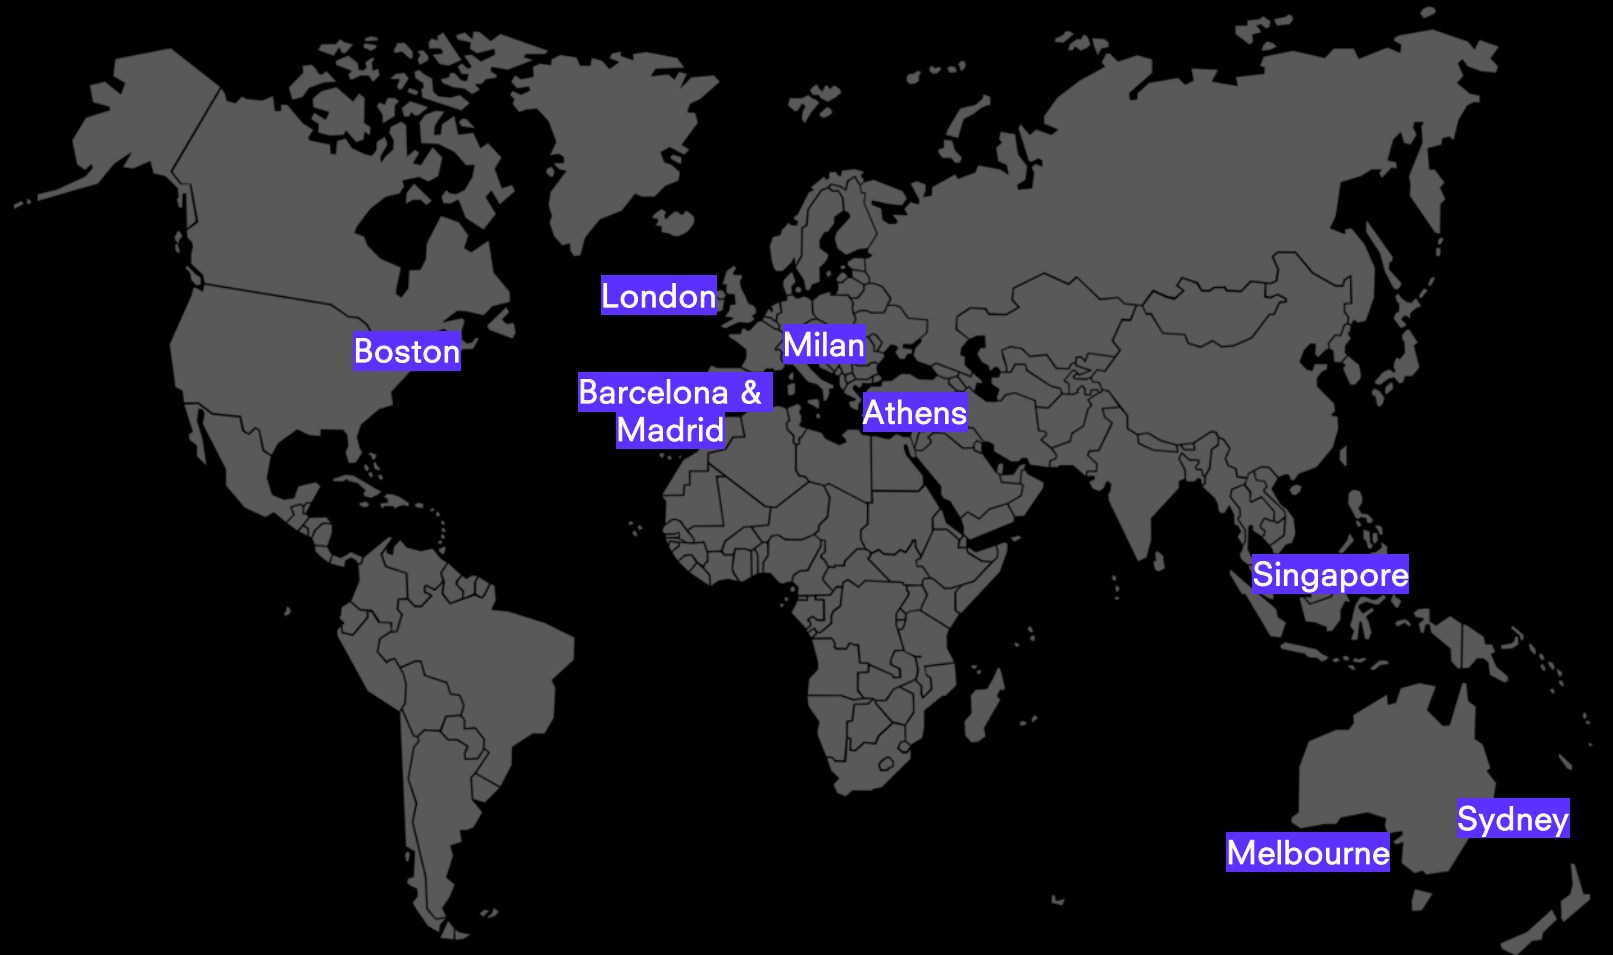 London
Milan
Boston
Barcelona &
Madrid
Athens
Singapore
Sydney
Melbourne